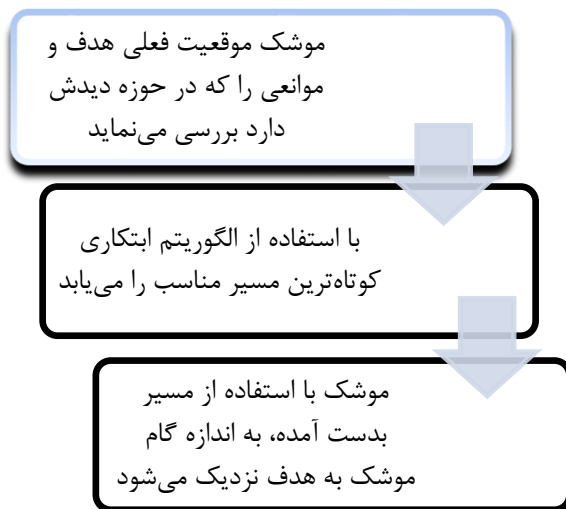 موشک موقعیت فعلی هدف و
موانعی را که در حوزه دیدش
دارد بررسی می‌نماید
با استفاده از الگوریتم ابتکاری
کوتاه‌ترین مسیر مناسب را می‌یابد
موشک با استفاده از مسیر
بدست آمده، به اندازه گام
موشک به هدف نزدیک می‌شود